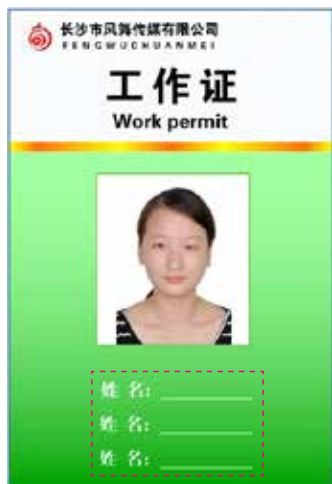 长沙市风舞传媒有限公司
FENGWUCHUANMEI
工作证
Work permit
姓 名：
姓 名：
姓 名：